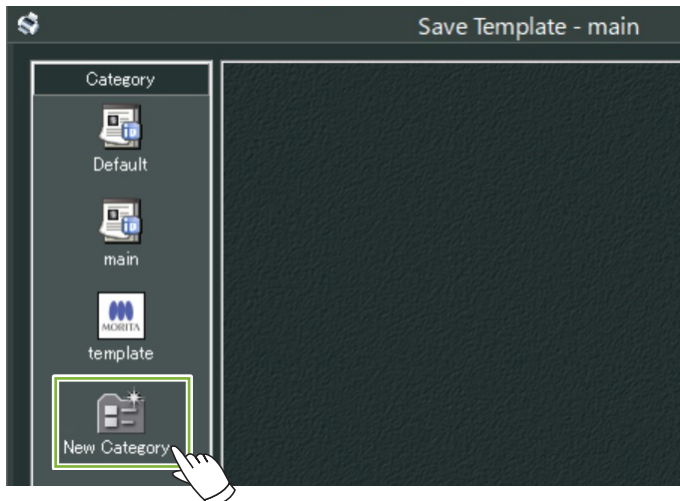 Save Template - main
Category
Default
main
MORITA
template
New Category